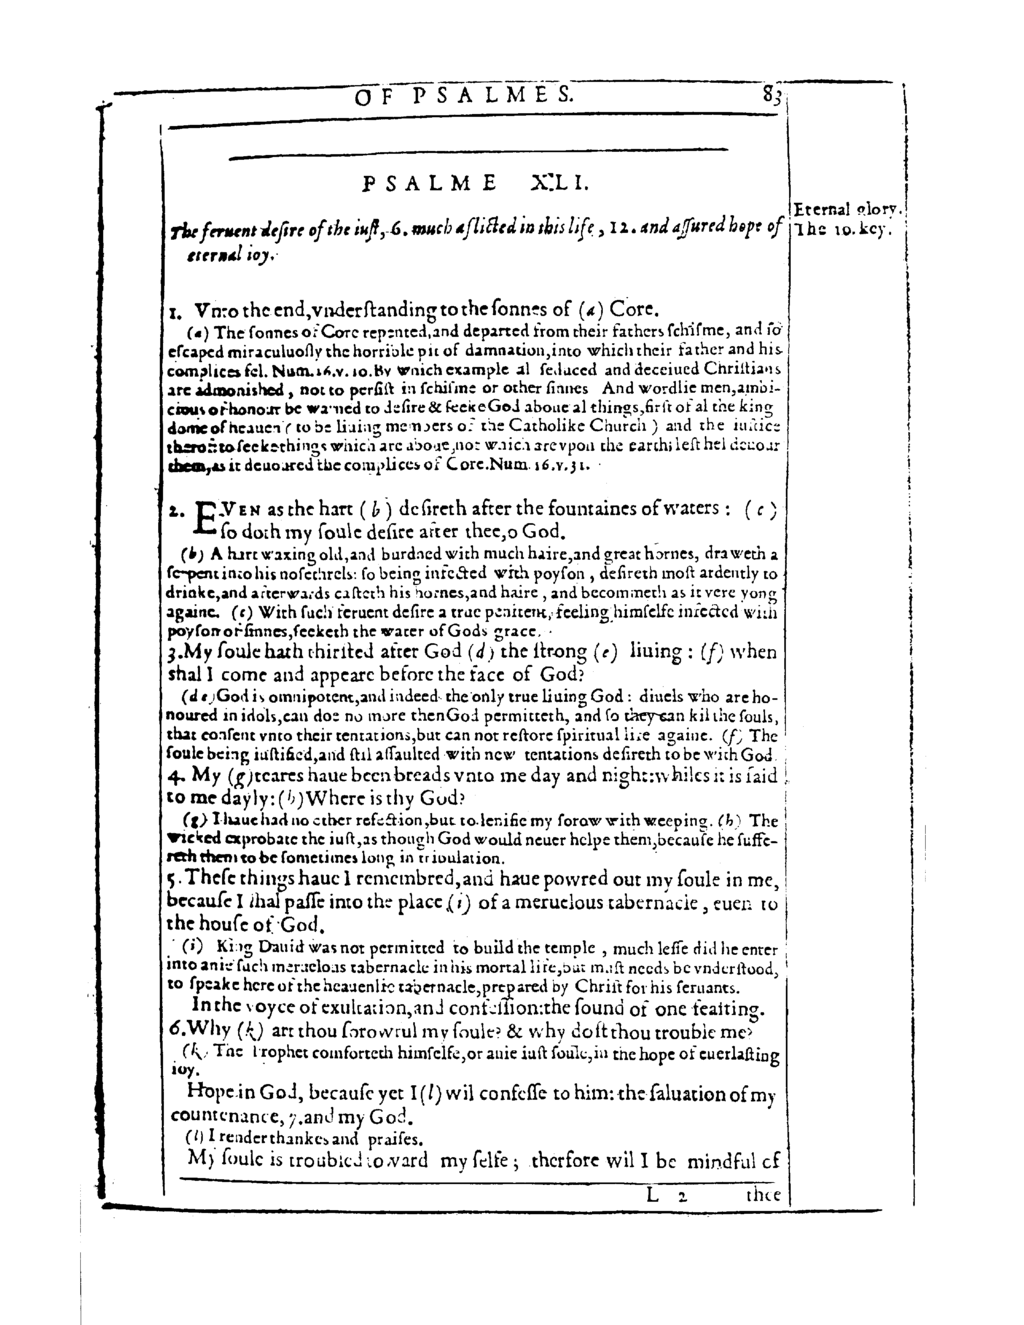 OF PSALMES.
83
PSALME XLI.
Eternal glory.
The 10. key.
The feruent desire of the iust, 6. much aflicted in this life, 12. and assured hope of
eternal ioy.
1. Vnto the end, vnderstanding to the sonnes of (a) Core.
(a) The sonnes of Core repented, and departed from their fathers schisme, and so
escaped miraculuosly the horrible pit of damnation, into which their father and his
complices fel. Num. 16. v. 10. By which example al seduced and deceiued Christians
are admonished, not to persist in schisme or other sinnes And wordlie men, ambi-
cious of honour be warned to desire & seeke God aboue al things, first of al the king
dome of heauen (to be liuing members of the Catholike Church) and the iustice
therof: to seeke things which are aboue, not which are vpon the earth; lest hel deuour
them, as it deuoured the complices of Core. Num. 16. v. 31.
2. EVEN as the hart (b) desireth after the fountaines of waters: (c)
so doth my soule desire after thee, o God.
(b) A hart waxing old, and burdned with much haire, and great hornes, draweth a
serpent into his nosethrels: so being infected with poyson, desireth most ardently to
drinke, and afterwards casteth his hornes, and haire, and becommeth as it vere yong
againe. (c) With such feruent desire a true penitent, feeling himselfe infected with
poyson of sinnes, seeketh the water of Gods grace.
3. My soule hath thirsted after God (d) the strong (e) liuing: (f) when
shal I come and appeare before the face of God?
(d e) God is omnipotent, and indeed the only true liuing God: diuels who are ho-
noured in idols, can doe no more then God permitteth, and so they can kil the souls,
that consent vnto their tentations, but can not restore spiritual life againe. (f) The
soule being iustified, and stil assaulted with new tentations desireth to be with God.
4. My (g) teares haue been breads vnto me day and night: whiles it is said
to me dayly: (h) Where is thy God?
(g) I haue had no other refection, but to lenifie my sorow with weeping. (h) The
wicked exprobate the iust, as though God would neuer helpe them, because he suffe-
reth them to be sometimes long in tribulation.
5. These things haue I remembred, and haue powred out my soule in me,
because I shal passe into the place (i) of a meruelous tabernacle, euen to
the house of God.
(i) King Dauid was not permitted to build the temple, much lesse did he enter
into anie such meruelous tabernacle in his mortal life, but must needs be vnderstood,
to speake here of the heauenlie tabernacle, prepared by Christ for his seruants.
In the voyce of exultation, and confession: the sound of one feasting.
6. Why (k) art thou sorowful my soule? & why dost thou trouble me?
(k) The Prophet comforteth himselfe, or anie iust soule, in the hope of euerlasting
ioy.
Hope in God, because yet I (l) wil confesse to him: the saluation of my
countenance, 7. and my God.
(l) I render thankes and praises.
My soule is troubled toward my selfe; therfore wil I be mindful of
L 2 thee